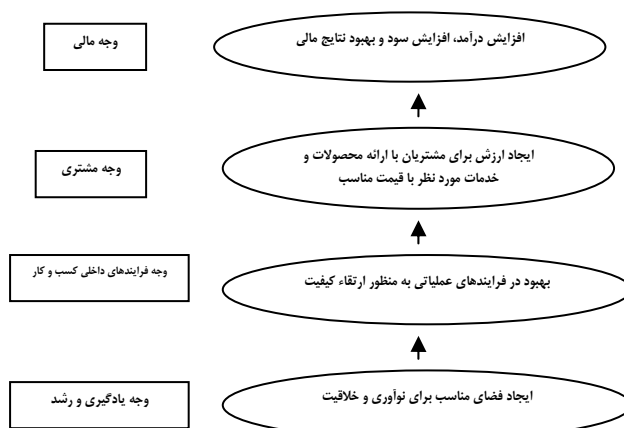 وجه مالی
افزایش درآمد، افزایش سود و بهبود نتایج مالی
وجه مشتری
ایجاد ارزش برای مشتریان با ارائه محصولات و
خدمات مورد نظر با قیمت مناسب
وجه فرایندهای داخلی کسب و کار
بهبود در فرایندهای عملیاتی به منظور ارتقاء کیفیت
وجه یادگیری و رشد
ایجاد فضای مناسب برای نوآوری و خلاقیت